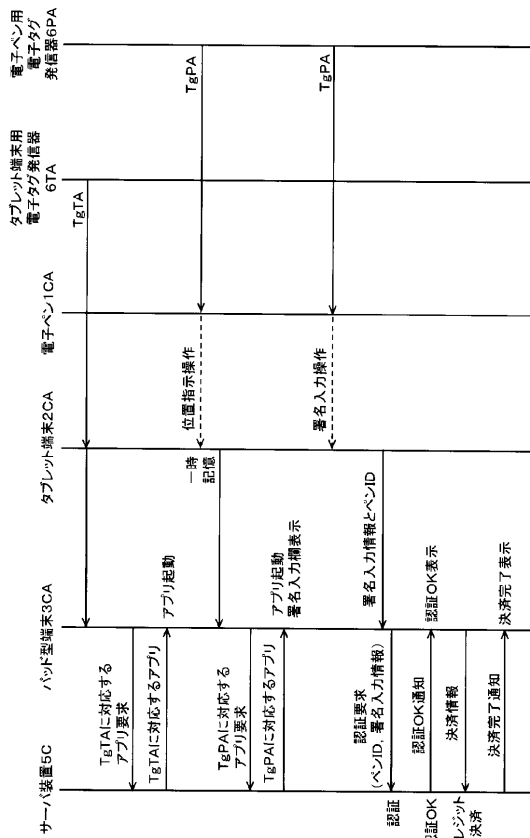 サーバ装置5C
パッド型端末3CA
タブレット端末2CA
電子ペン1CA
タブレット端末用
電子タグ発信器
6TA
電子ペン用
電子タグ
発信器6PA
TgTA
TgTAに対応する
アプリ要求
TgTAに対応するアプリ
アプリ起動
TgPA
位置指示操作
一時
記憶
TgPAに対応する
アプリ要求
TgPAに対応するアプリ
アプリ起動
署名入力欄表示
TgPA
署名入力操作
署名入力情報とペンID
認証要求
(ペンID, 署名入力情報)
認証
認証OK通知
認証OK
認証OK表示
決済情報
レジット
決済
決済完了通知
決済完了表示